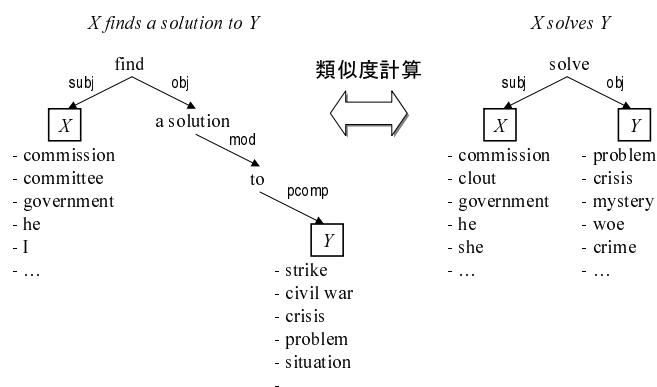 X finds a solution to Y
find
subj
obj
X
a solution
mod
to
pcomp
Y
- commission
- committee
- government
- he
- I
- …
- strike
- civil war
- crisis
- problem
- situation
-
類似度計算
X solves Y
solve
subj
obj
X
Y
- commission
- clout
- government
- he
- she
- …
- problem
- crisis
- mystery
- woe
- crime
- …